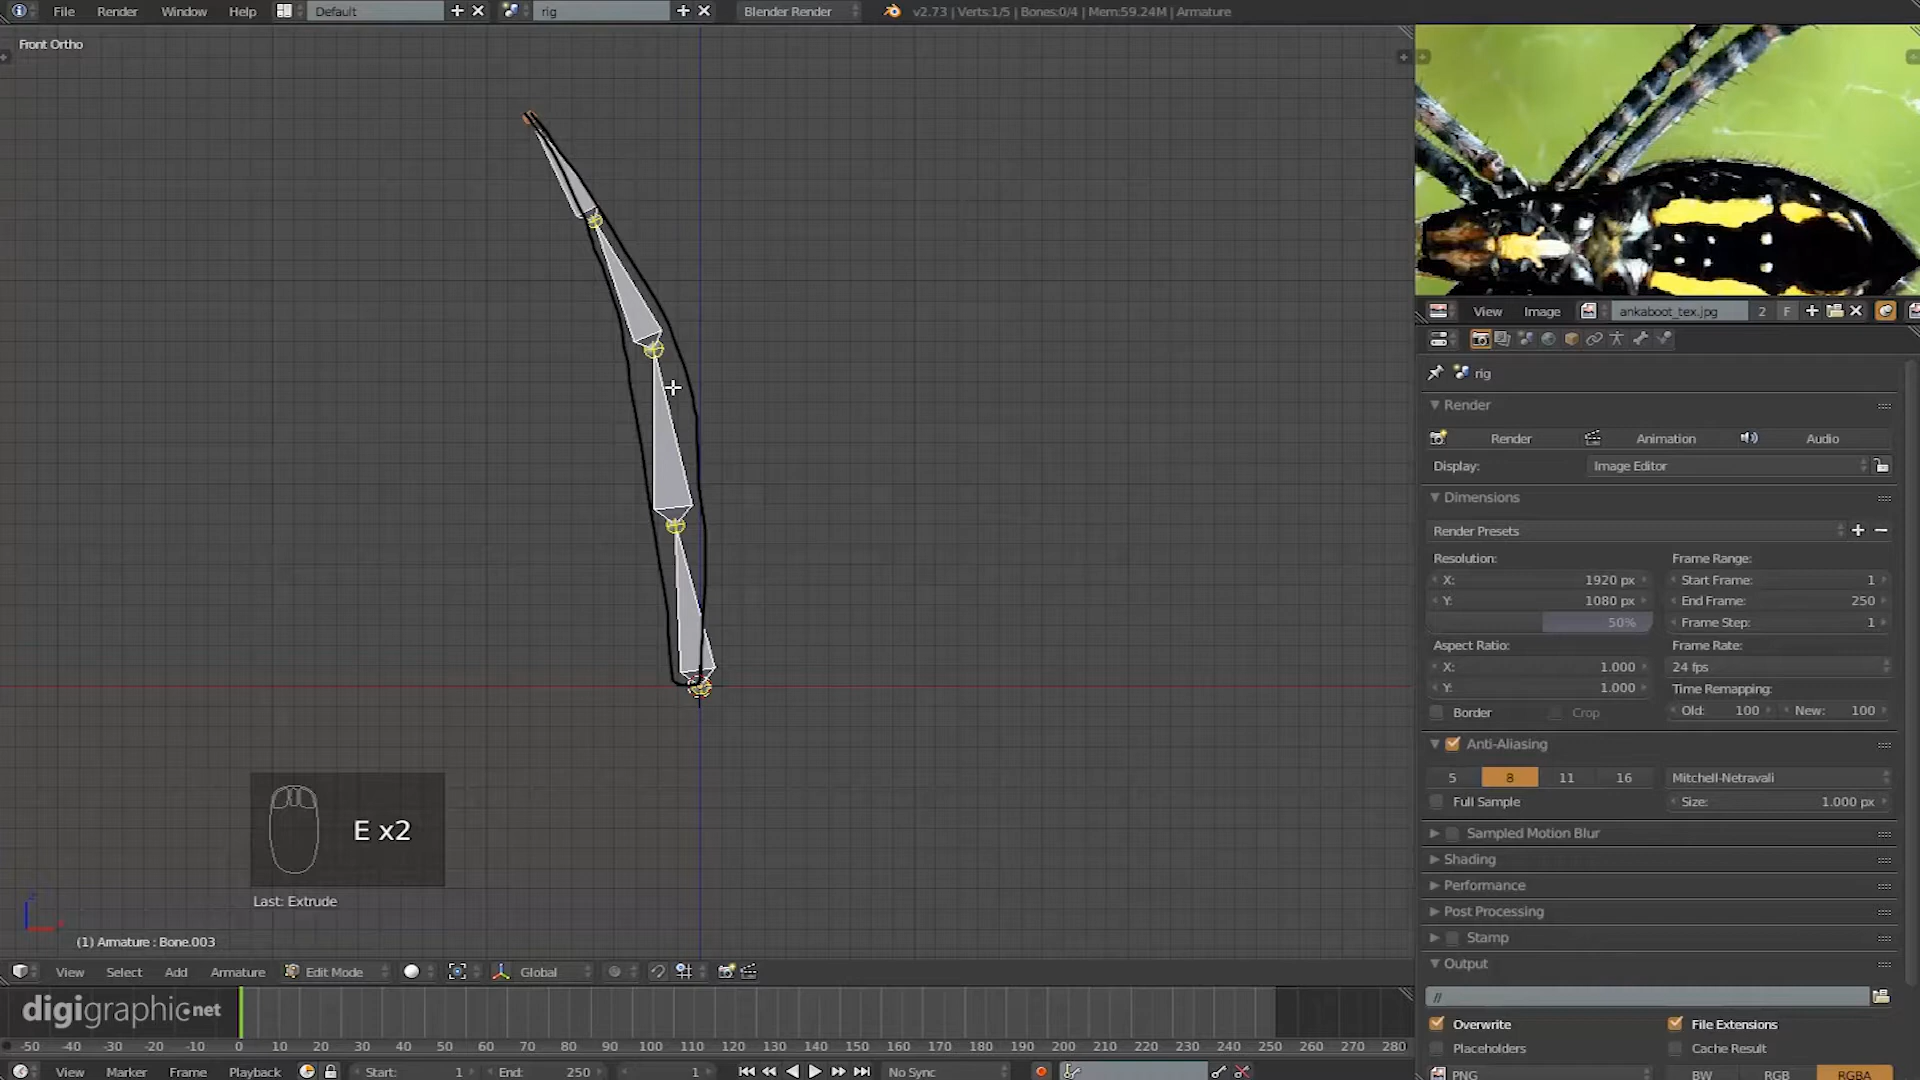 File Render Window Help Default rig Blender Render v2.73 | Verts:1/5 | Bones:0/4 | Mem:59.24M | Armature
Front Ortho
View Image ankaboot_tex.jpg 2 F
rig
Render
Render Animation Audio
Display: Image Editor
Dimensions
Render Presets
Resolution: Frame Range:
X: 1920 px Start Frame: 1
Y: 1080 px End Frame: 250
50% Frame Step: 1
Aspect Ratio: Frame Rate:
X: 1.000 24 fps
Y: 1.000 Time Remapping:
Border Crop Old: 100 New: 100
Anti-Aliasing
5 8 11 16 Mitchell-Netravali
Full Sample Size: 1.000 px
Sampled Motion Blur
Shading
Performance
Post Processing
Stamp
Output
//
Overwrite File Extensions
Placeholders Cache Result
PNG BW RGB RGBA
E x2
Last: Extrude
(1) Armature : Bone.003
View Select Add Armature Edit Mode Global
digigraphic.net
-50 -40 -30 -20 -10 0 10 20 30 40 50 60 70 80 90 100 110 120 130 140 150 160 170 180 190 200 210 220 230 240 250 260 270 280
View Marker Frame Playback Start: 1 End: 250 1 No Sync